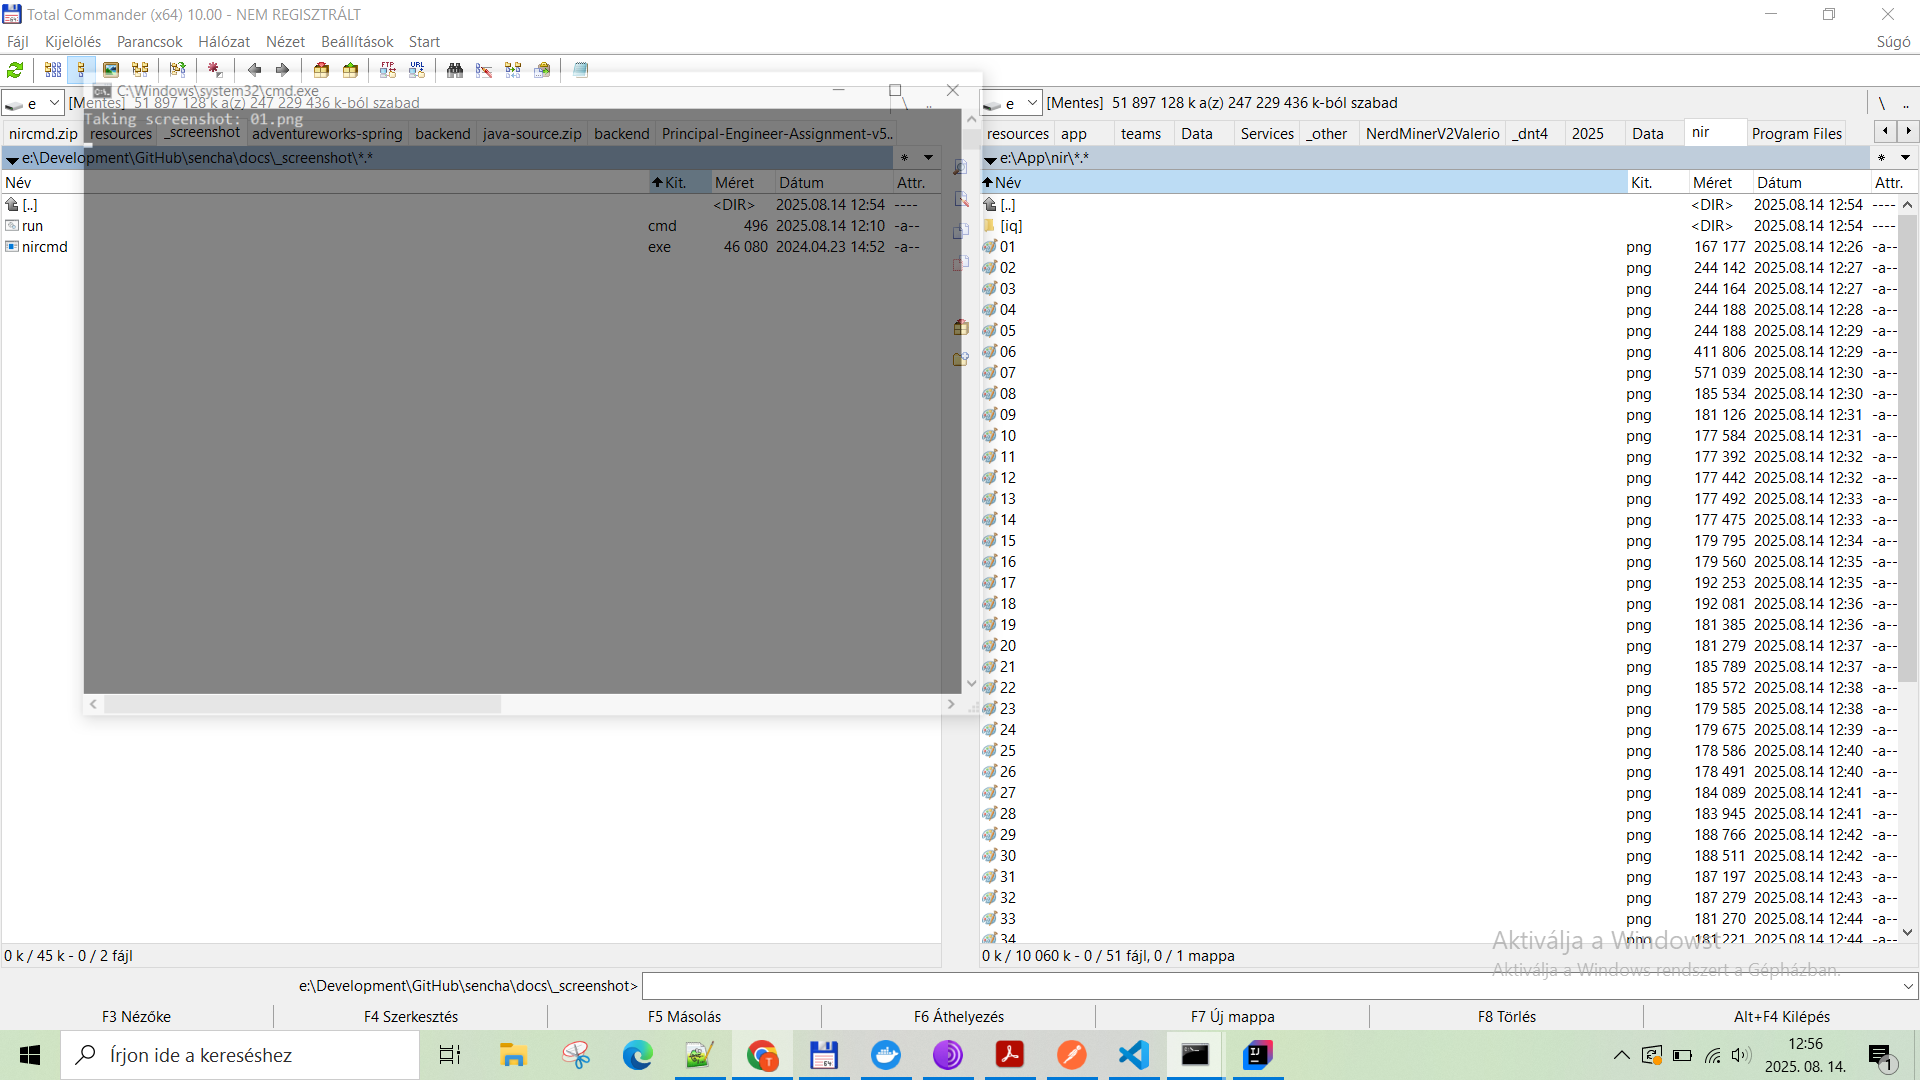 Total Commander (x64) 10.00 - NEM REGISZTRÁLT
Fájl Kijelölés Parancsok Hálózat Nézet Beállítások Start Súgó
FTP URL
C:\Windows\system32\cmd.exe
e [Mentes] 51 897 128 k a(z) 247 229 436 k-ból szabad \ ..
e [Mentes] 51 897 128 k a(z) 247 229 436 k-ból szabad \ ..
Taking screenshot: 01.png
nircmd.zip resources _screenshot adventureworks-spring backend java-source.zip backend Principal-Engineer-Assignment-v5..
resources app teams Data Services _other NerdMinerV2Valerio _dnt4 2025 Data nir Program Files
e:\Development\GitHub\sencha\docs\_screenshot\*.* *
e:\App\nir\*.* *
Név Kit. Méret Dátum Attr.
[..] <DIR> 2025.08.14 12:54 ----
run cmd 496 2025.08.14 12:10 -a--
nircmd exe 46 080 2024.04.23 14:52 -a--
Név Kit. Méret Dátum Attr.
[..] <DIR> 2025.08.14 12:54 ----
[iq] <DIR> 2025.08.14 12:54 ----
01 png 167 177 2025.08.14 12:26 -a--
02 png 244 142 2025.08.14 12:27 -a--
03 png 244 164 2025.08.14 12:27 -a--
04 png 244 188 2025.08.14 12:28 -a--
05 png 244 188 2025.08.14 12:29 -a--
06 png 411 806 2025.08.14 12:29 -a--
07 png 571 039 2025.08.14 12:30 -a--
08 png 185 534 2025.08.14 12:30 -a--
09 png 181 126 2025.08.14 12:31 -a--
10 png 177 584 2025.08.14 12:31 -a--
11 png 177 392 2025.08.14 12:32 -a--
12 png 177 442 2025.08.14 12:32 -a--
13 png 177 492 2025.08.14 12:33 -a--
14 png 177 475 2025.08.14 12:33 -a--
15 png 179 795 2025.08.14 12:34 -a--
16 png 179 560 2025.08.14 12:35 -a--
17 png 192 253 2025.08.14 12:35 -a--
18 png 192 081 2025.08.14 12:36 -a--
19 png 181 385 2025.08.14 12:36 -a--
20 png 181 279 2025.08.14 12:37 -a--
21 png 185 789 2025.08.14 12:37 -a--
22 png 185 572 2025.08.14 12:38 -a--
23 png 179 585 2025.08.14 12:38 -a--
24 png 179 675 2025.08.14 12:39 -a--
25 png 178 586 2025.08.14 12:40 -a--
26 png 178 491 2025.08.14 12:40 -a--
27 png 184 089 2025.08.14 12:41 -a--
28 png 183 945 2025.08.14 12:41 -a--
29 png 188 766 2025.08.14 12:42 -a--
30 png 188 511 2025.08.14 12:42 -a--
31 png 187 197 2025.08.14 12:43 -a--
32 png 187 279 2025.08.14 12:43 -a--
33 png 181 270 2025.08.14 12:44 -a--
34 png 181 221 2025.08.14 12:44 -a--
Aktiválja a Windowst
Aktiválja a Windows rendszert a Gépházban.
0 k / 45 k - 0 / 2 fájl
0 k / 10 060 k - 0 / 51 fájl, 0 / 1 mappa
e:\Development\GitHub\sencha\docs\_screenshot>
F3 Nézőke F4 Szerkesztés F5 Másolás F6 Áthelyezés F7 Új mappa F8 Törlés Alt+F4 Kilépés
Írjon ide a kereséshez
12:56
2025. 08. 14.
1